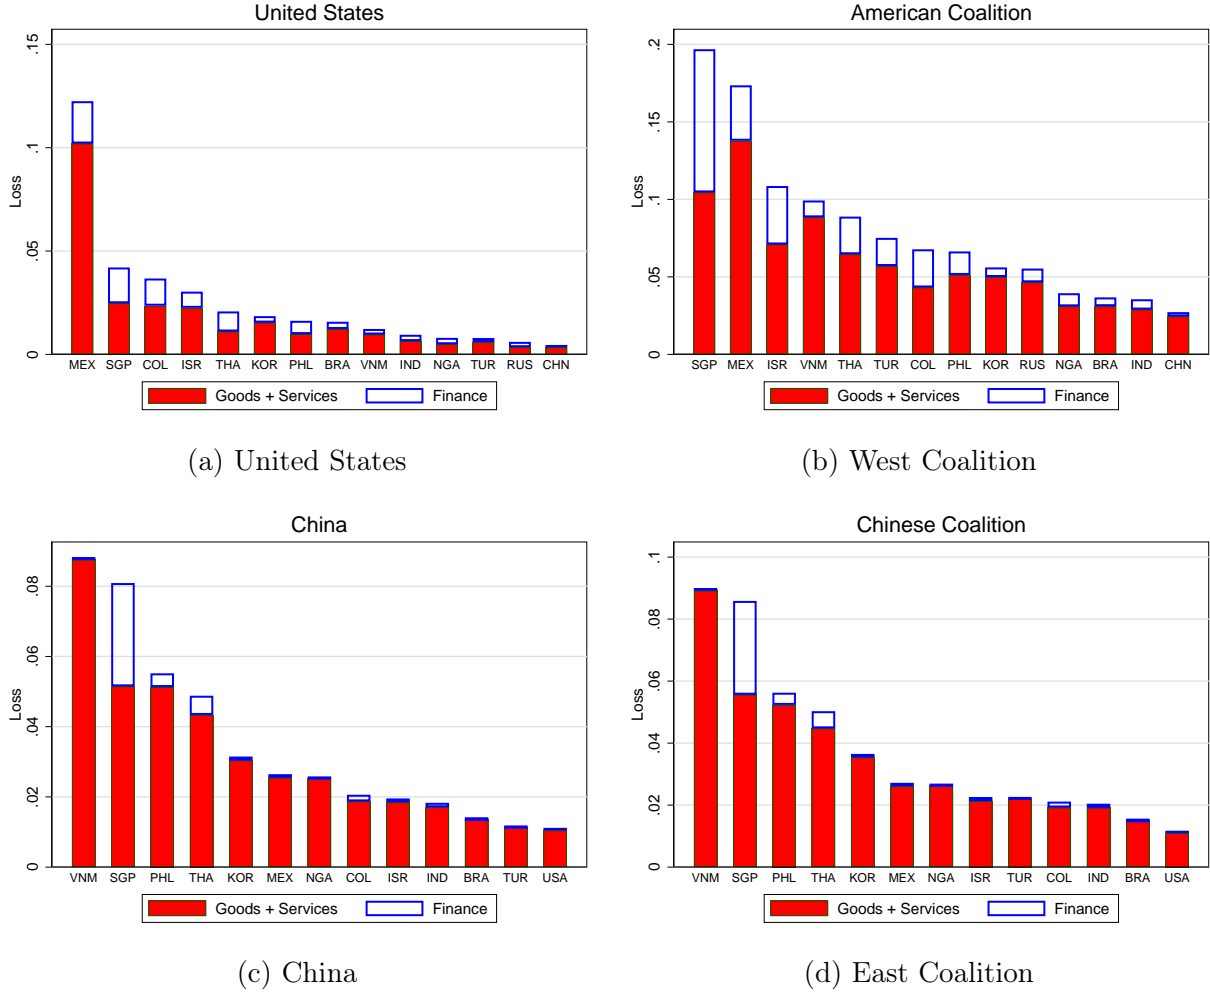 United States
Loss
.15
.1
.05
0
MEX SGP COL ISR THA KOR PHL BRA VNM IND NGA TUR RUS CHN
Goods + Services Finance
(a) United States
American Coalition
Loss
.2
.15
.1
.05
0
SGP MEX ISR VNM THA TUR COL PHL KOR RUS NGA BRA IND CHN
Goods + Services Finance
(b) West Coalition
China
Loss
.08
.06
.04
.02
0
VNM SGP PHL THA KOR MEX NGA COL ISR IND BRA TUR USA
Goods + Services Finance
(c) China
Chinese Coalition
Loss
.1
.08
.06
.04
.02
0
VNM SGP PHL THA KOR MEX NGA ISR TUR COL IND BRA USA
Goods + Services Finance
(d) East Coalition